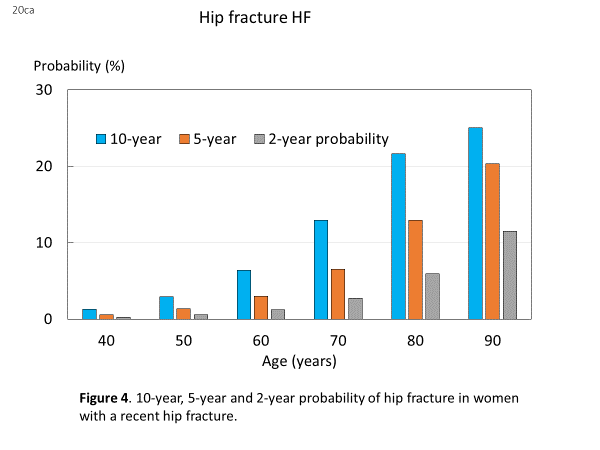 20ca
Hip fracture HF
Probability (%)
30
10-year 5-year 2-year probability
20
10
0
40 50 60 70 80 90
Age (years)
Figure 4. 10-year, 5-year and 2-year probability of hip fracture in women
with a recent hip fracture.